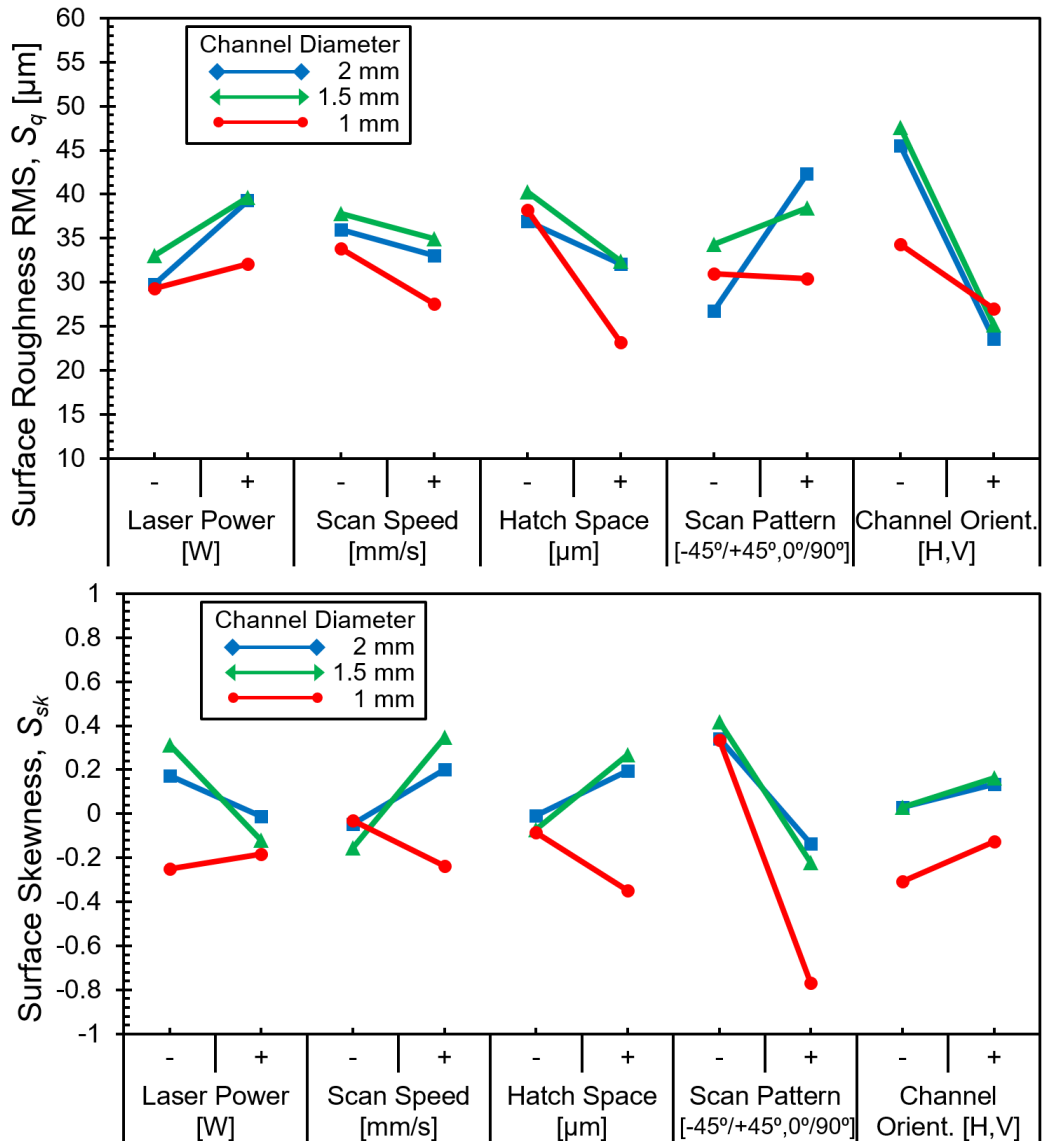 Surface Roughness RMS, Sq [µm]
60
55
50
45
40
35
30
25
20
15
10
Channel Diameter
2 mm
1.5 mm
1 mm
- + - + - + - + - +
Laser Power Scan Speed Hatch Space Scan Pattern Channel Orient.
[W] [mm/s] [µm] [-45º/+45º,0º/90º] [H,V]
Surface Skewness, Ssk
1
0.8
0.6
0.4
0.2
0
-0.2
-0.4
-0.6
-0.8
-1
Channel Diameter
2 mm
1.5 mm
1 mm
- + - + - + - + - +
Laser Power Scan Speed Hatch Space Scan Pattern Channel
[W] [mm/s] [µm] [-45º/+45º,0º/90º] Orient. [H,V]